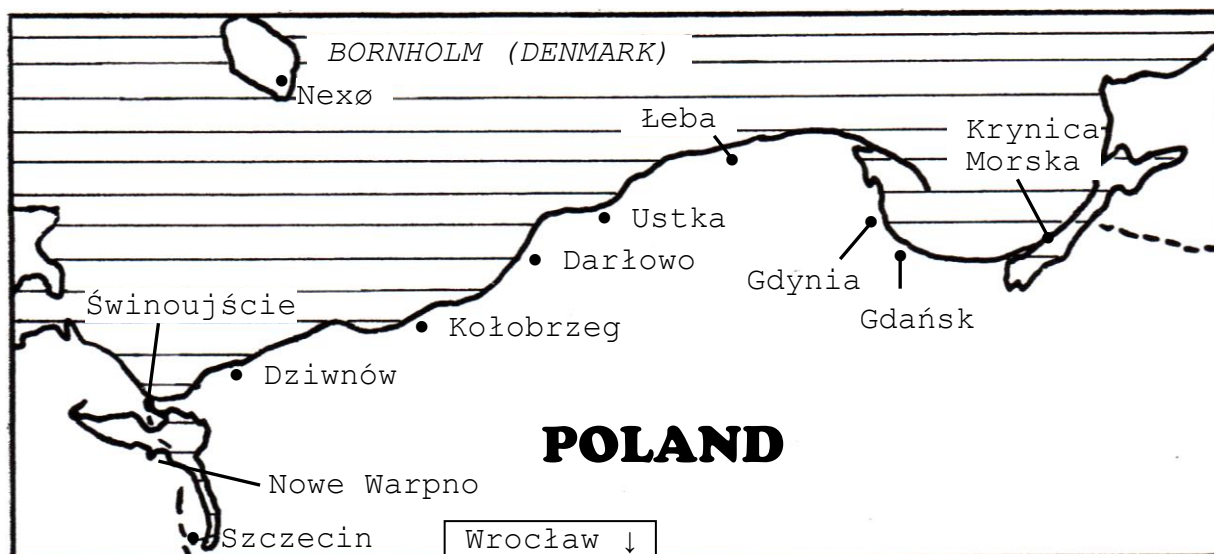 BORNHOLM (DENMARK)
Nexø
Łeba
Krynica
Morska
Ustka
Darłowo
Gdynia
Gdańsk
Świnoujście
Kołobrzeg
Dziwnów
POLAND
Nowe Warpno
Szczecin
Wrocław ↓